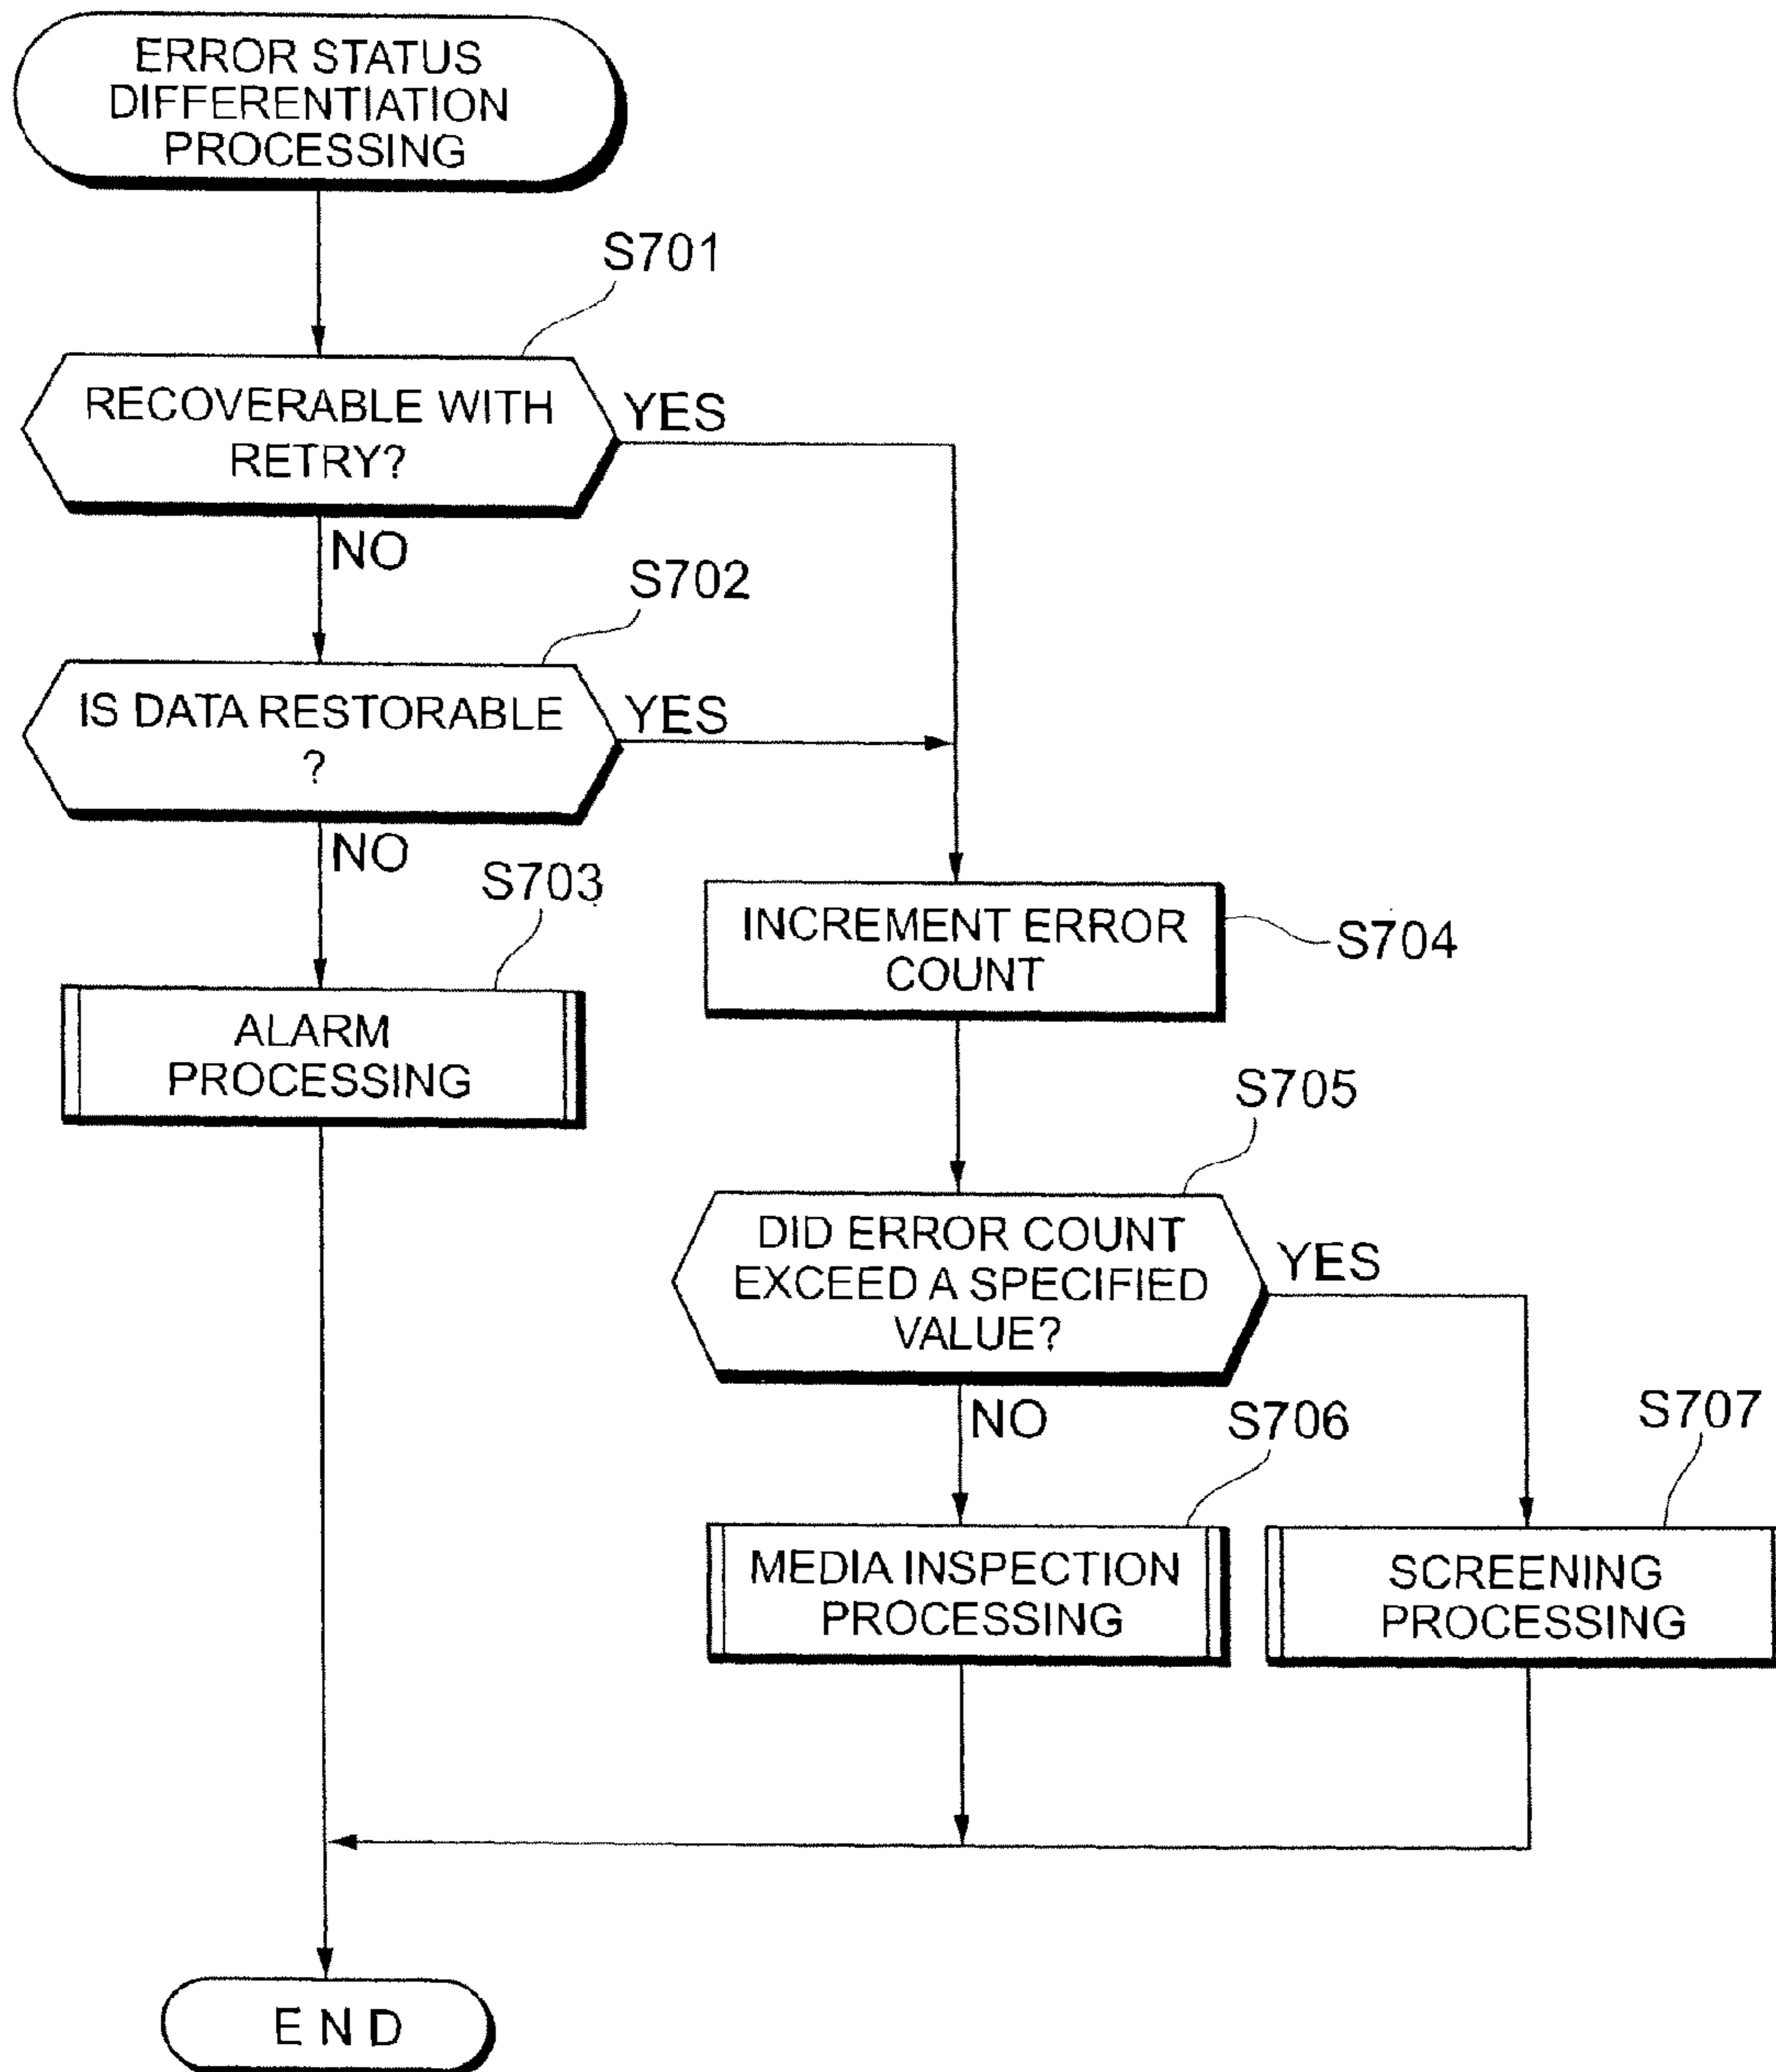 ERROR STATUS
DIFFERENTIATION
PROCESSING
S701
RECOVERABLE WITH
RETRY?
YES
NO
S702
IS DATA RESTORABLE
?
YES
NO
S703
ALARM
PROCESSING
INCREMENT ERROR
COUNT
S704
S705
DID ERROR COUNT
EXCEED A SPECIFIED
VALUE?
YES
NO
S706
MEDIA INSPECTION
PROCESSING
S707
SCREENING
PROCESSING
END